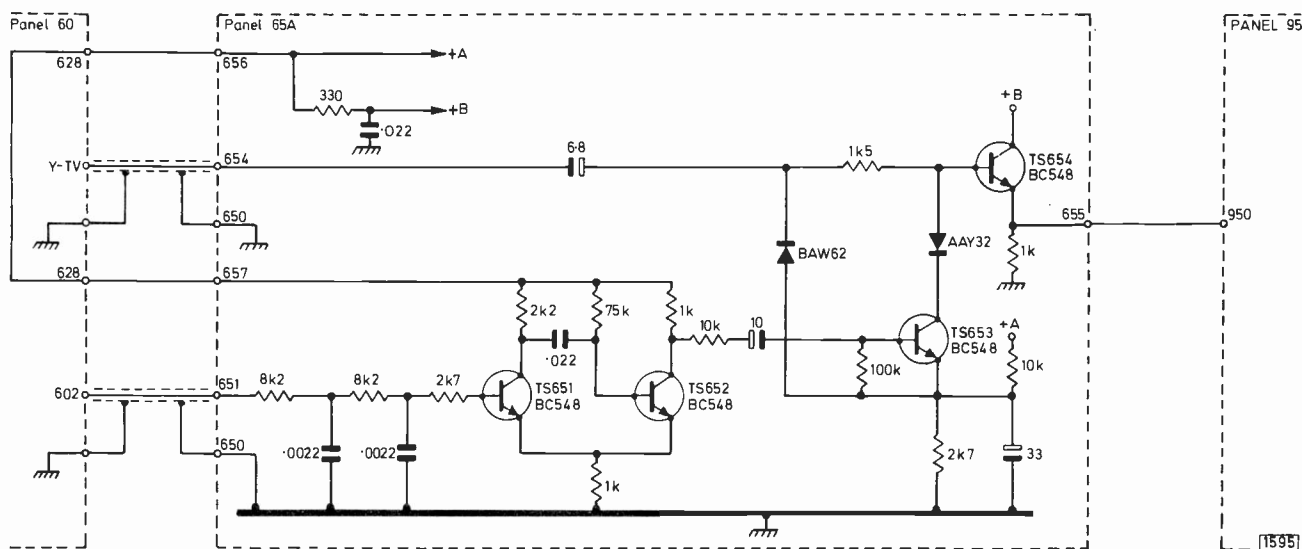 Panel 60
Panel 65A
PANEL 95
628
656
+A
330
+B
.022
+B
Y-TV
654
6.8
1k5
TS654
BC548
650
655
950
BAW62
AAY32
1k
628
657
2k2
75k
1k
10k
10
TS653
BC548
+A
.022
100k
10k
602
651
8k2
8k2
2k7
TS651
BC548
TS652
BC548
650
.0022
.0022
1k
2k7
33
1595